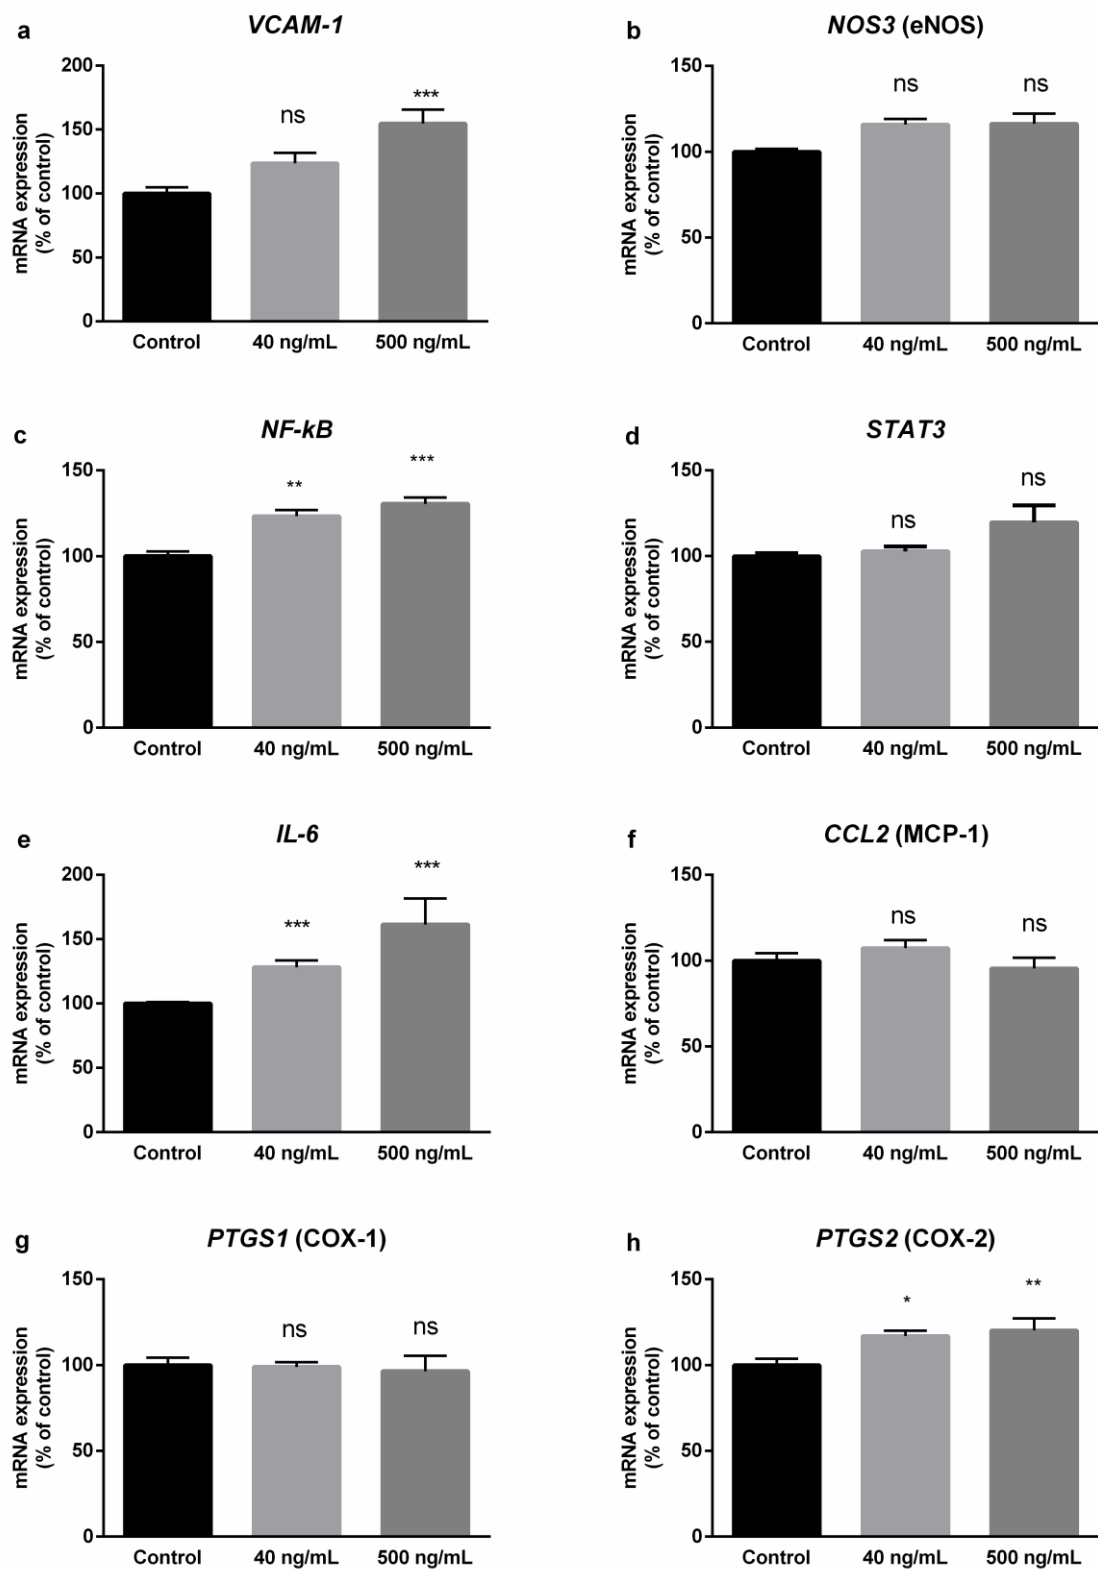 a
VCAM-1
mRNA expression
(% of control)
200
150
100
50
0
ns
***
Control
40 ng/mL
500 ng/mL
b
NOS3 (eNOS)
mRNA expression
(% of control)
150
100
50
0
ns
ns
Control
40 ng/mL
500 ng/mL
c
NF-kB
mRNA expression
(% of control)
150
100
50
0
**
***
Control
40 ng/mL
500 ng/mL
d
STAT3
mRNA expression
(% of control)
150
100
50
0
ns
ns
Control
40 ng/mL
500 ng/mL
e
IL-6
mRNA expression
(% of control)
200
150
100
50
0
***
***
Control
40 ng/mL
500 ng/mL
f
CCL2 (MCP-1)
mRNA expression
(% of control)
150
100
50
0
ns
ns
Control
40 ng/mL
500 ng/mL
g
PTGS1 (COX-1)
mRNA expression
(% of control)
150
100
50
0
ns
ns
Control
40 ng/mL
500 ng/mL
h
PTGS2 (COX-2)
mRNA expression
(% of control)
150
100
50
0
*
**
Control
40 ng/mL
500 ng/mL